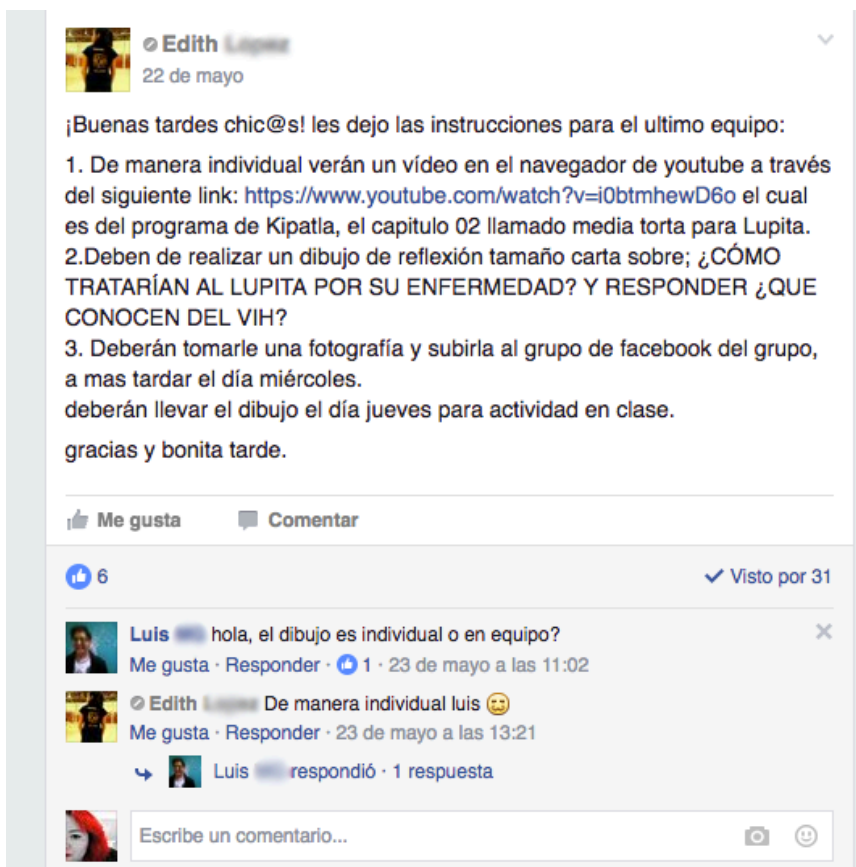 Edith
22 de mayo
¡Buenas tardes chic@s! les dejo las instrucciones para el ultimo equipo:
1. De manera individual verán un vídeo en el navegador de youtube a través
del siguiente link: https://www.youtube.com/watch?v=i0btmhewD6o el cual
es del programa de Kipatla, el capitulo 02 llamado media torta para Lupita.
2.Deben de realizar un dibujo de reflexión tamaño carta sobre; ¿CÓMO
TRATARÍAN AL LUPITA POR SU ENFERMEDAD? Y RESPONDER ¿QUE
CONOCEN DEL VIH?
3. Deberán tomarle una fotografía y subirla al grupo de facebook del grupo,
a mas tardar el día miércoles.
deberán llevar el dibujo el día jueves para actividad en clase.
gracias y bonita tarde.
Me gusta Comentar
6 Visto por 31
Luis hola, el dibujo es individual o en equipo?
Me gusta · Responder · 1 · 23 de mayo a las 11:02
Edith De manera individual luis
Me gusta · Responder · 23 de mayo a las 13:21
Luis respondió · 1 respuesta
Escribe un comentario...